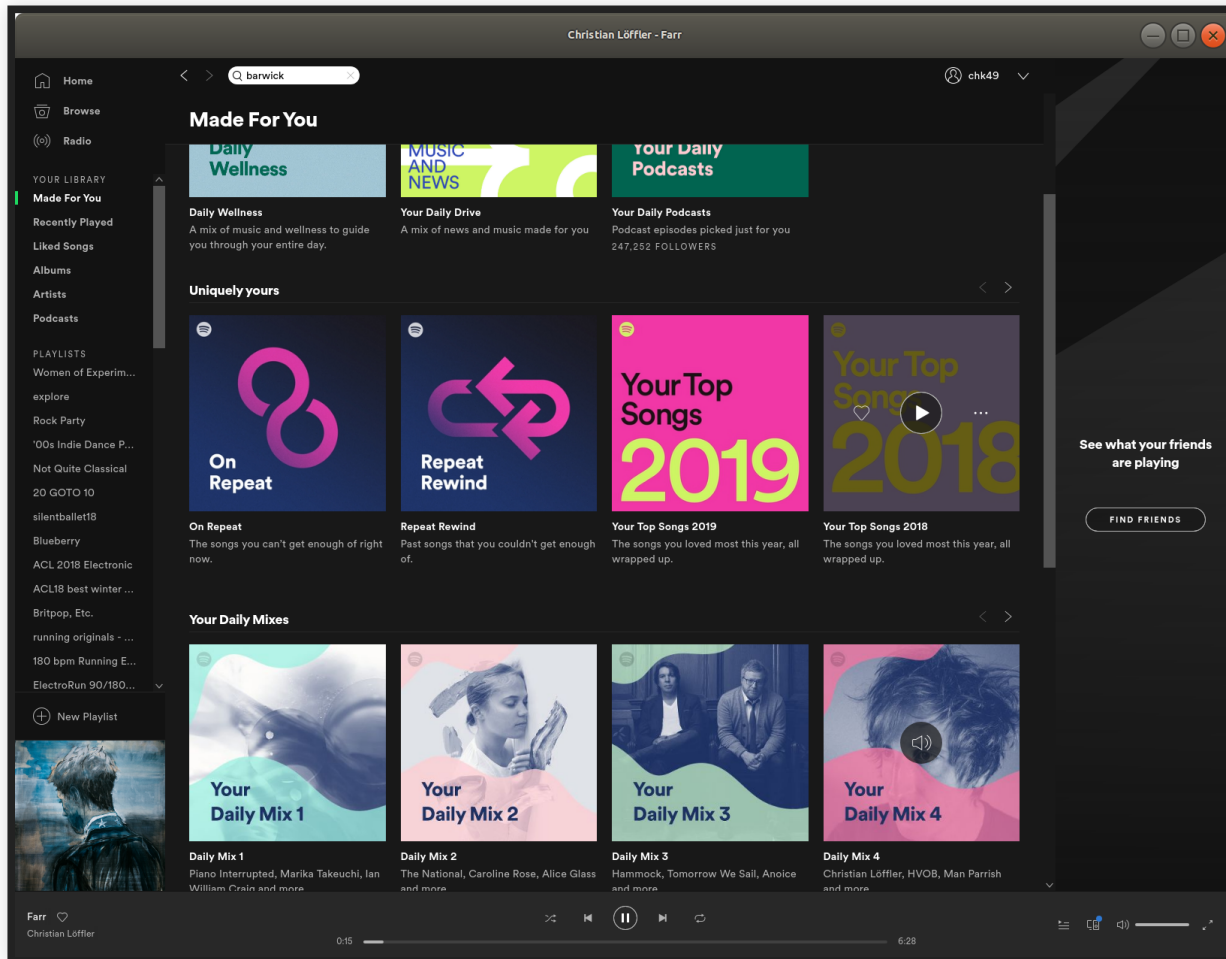 Christian Löffler - Farr
Home
Browse
Radio
YOUR LIBRARY
Made For You
Recently Played
Liked Songs
Albums
Artists
Podcasts
PLAYLISTS
Women of Experim...
explore
Rock Party
'00s Indie Dance P...
Not Quite Classical
20 GOTO 10
silentballet18
Blueberry
ACL 2018 Electronic
ACL18 best winter ...
Britpop, Etc.
running originals - ...
180 bpm Running E...
ElectroRun 90/180...
New Playlist
barwick
chk49
Made For You
Daily
Wellness
MUSIC
AND
NEWS
Your Daily
Podcasts
Daily Wellness
A mix of music and wellness to guide
you through your entire day.
Your Daily Drive
A mix of news and music made for you
Your Daily Podcasts
Podcast episodes picked just for you
247,252 FOLLOWERS
Uniquely yours
On
Repeat
Repeat
Rewind
Your Top
Songs
2019
Your Top
Songs
2018
On Repeat
The songs you can't get enough of right
now.
Repeat Rewind
Past songs that you couldn't get enough
of.
Your Top Songs 2019
The songs you loved most this year, all
wrapped up.
Your Top Songs 2018
The songs you loved most this year, all
wrapped up.
Your Daily Mixes
Your
Daily Mix 1
Your
Daily Mix 2
Your
Daily Mix 3
Your
Daily Mix 4
Daily Mix 1
Piano Interrupted, Marika Takeuchi, Ian
William Craig and more
Daily Mix 2
The National, Caroline Rose, Alice Glass
and more
Daily Mix 3
Hammock, Tomorrow We Sail, Anoice
and more
Daily Mix 4
Christian Löffler, HVOB, Man Parrish
and more
See what your friends
are playing
FIND FRIENDS
Farr
Christian Löffler
0:15
6:28